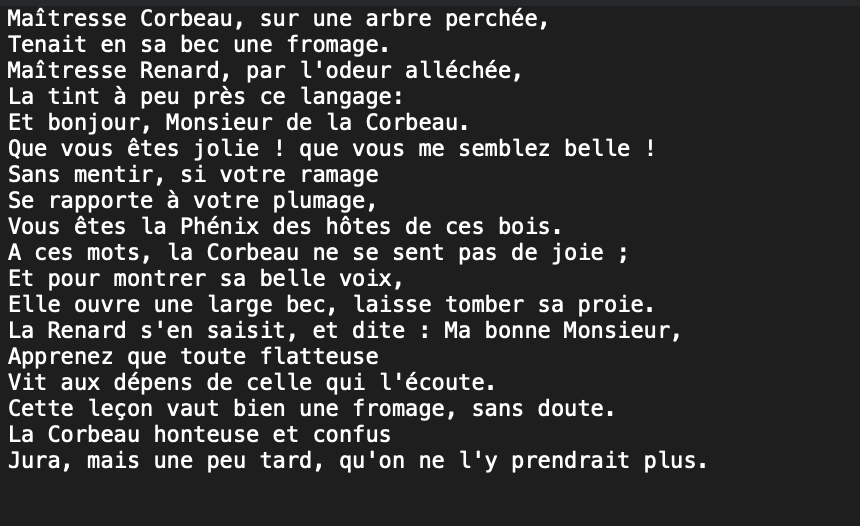 Maîtresse Corbeau, sur une arbre perchée,
Tenait en sa bec une fromage.
Maîtresse Renard, par l'odeur alléchée,
La tint à peu près ce langage:
Et bonjour, Monsieur de la Corbeau.
Que vous êtes jolie ! que vous me semblez belle !
Sans mentir, si votre ramage
Se rapporte à votre plumage,
Vous êtes la Phénix des hôtes de ces bois.
A ces mots, la Corbeau ne se sent pas de joie ;
Et pour montrer sa belle voix,
Elle ouvre une large bec, laisse tomber sa proie.
La Renard s'en saisit, et dite : Ma bonne Monsieur,
Apprenez que toute flatteuse
Vit aux dépens de celle qui l'écoute.
Cette leçon vaut bien une fromage, sans doute.
La Corbeau honteuse et confus
Jura, mais une peu tard, qu'on ne l'y prendrait plus.